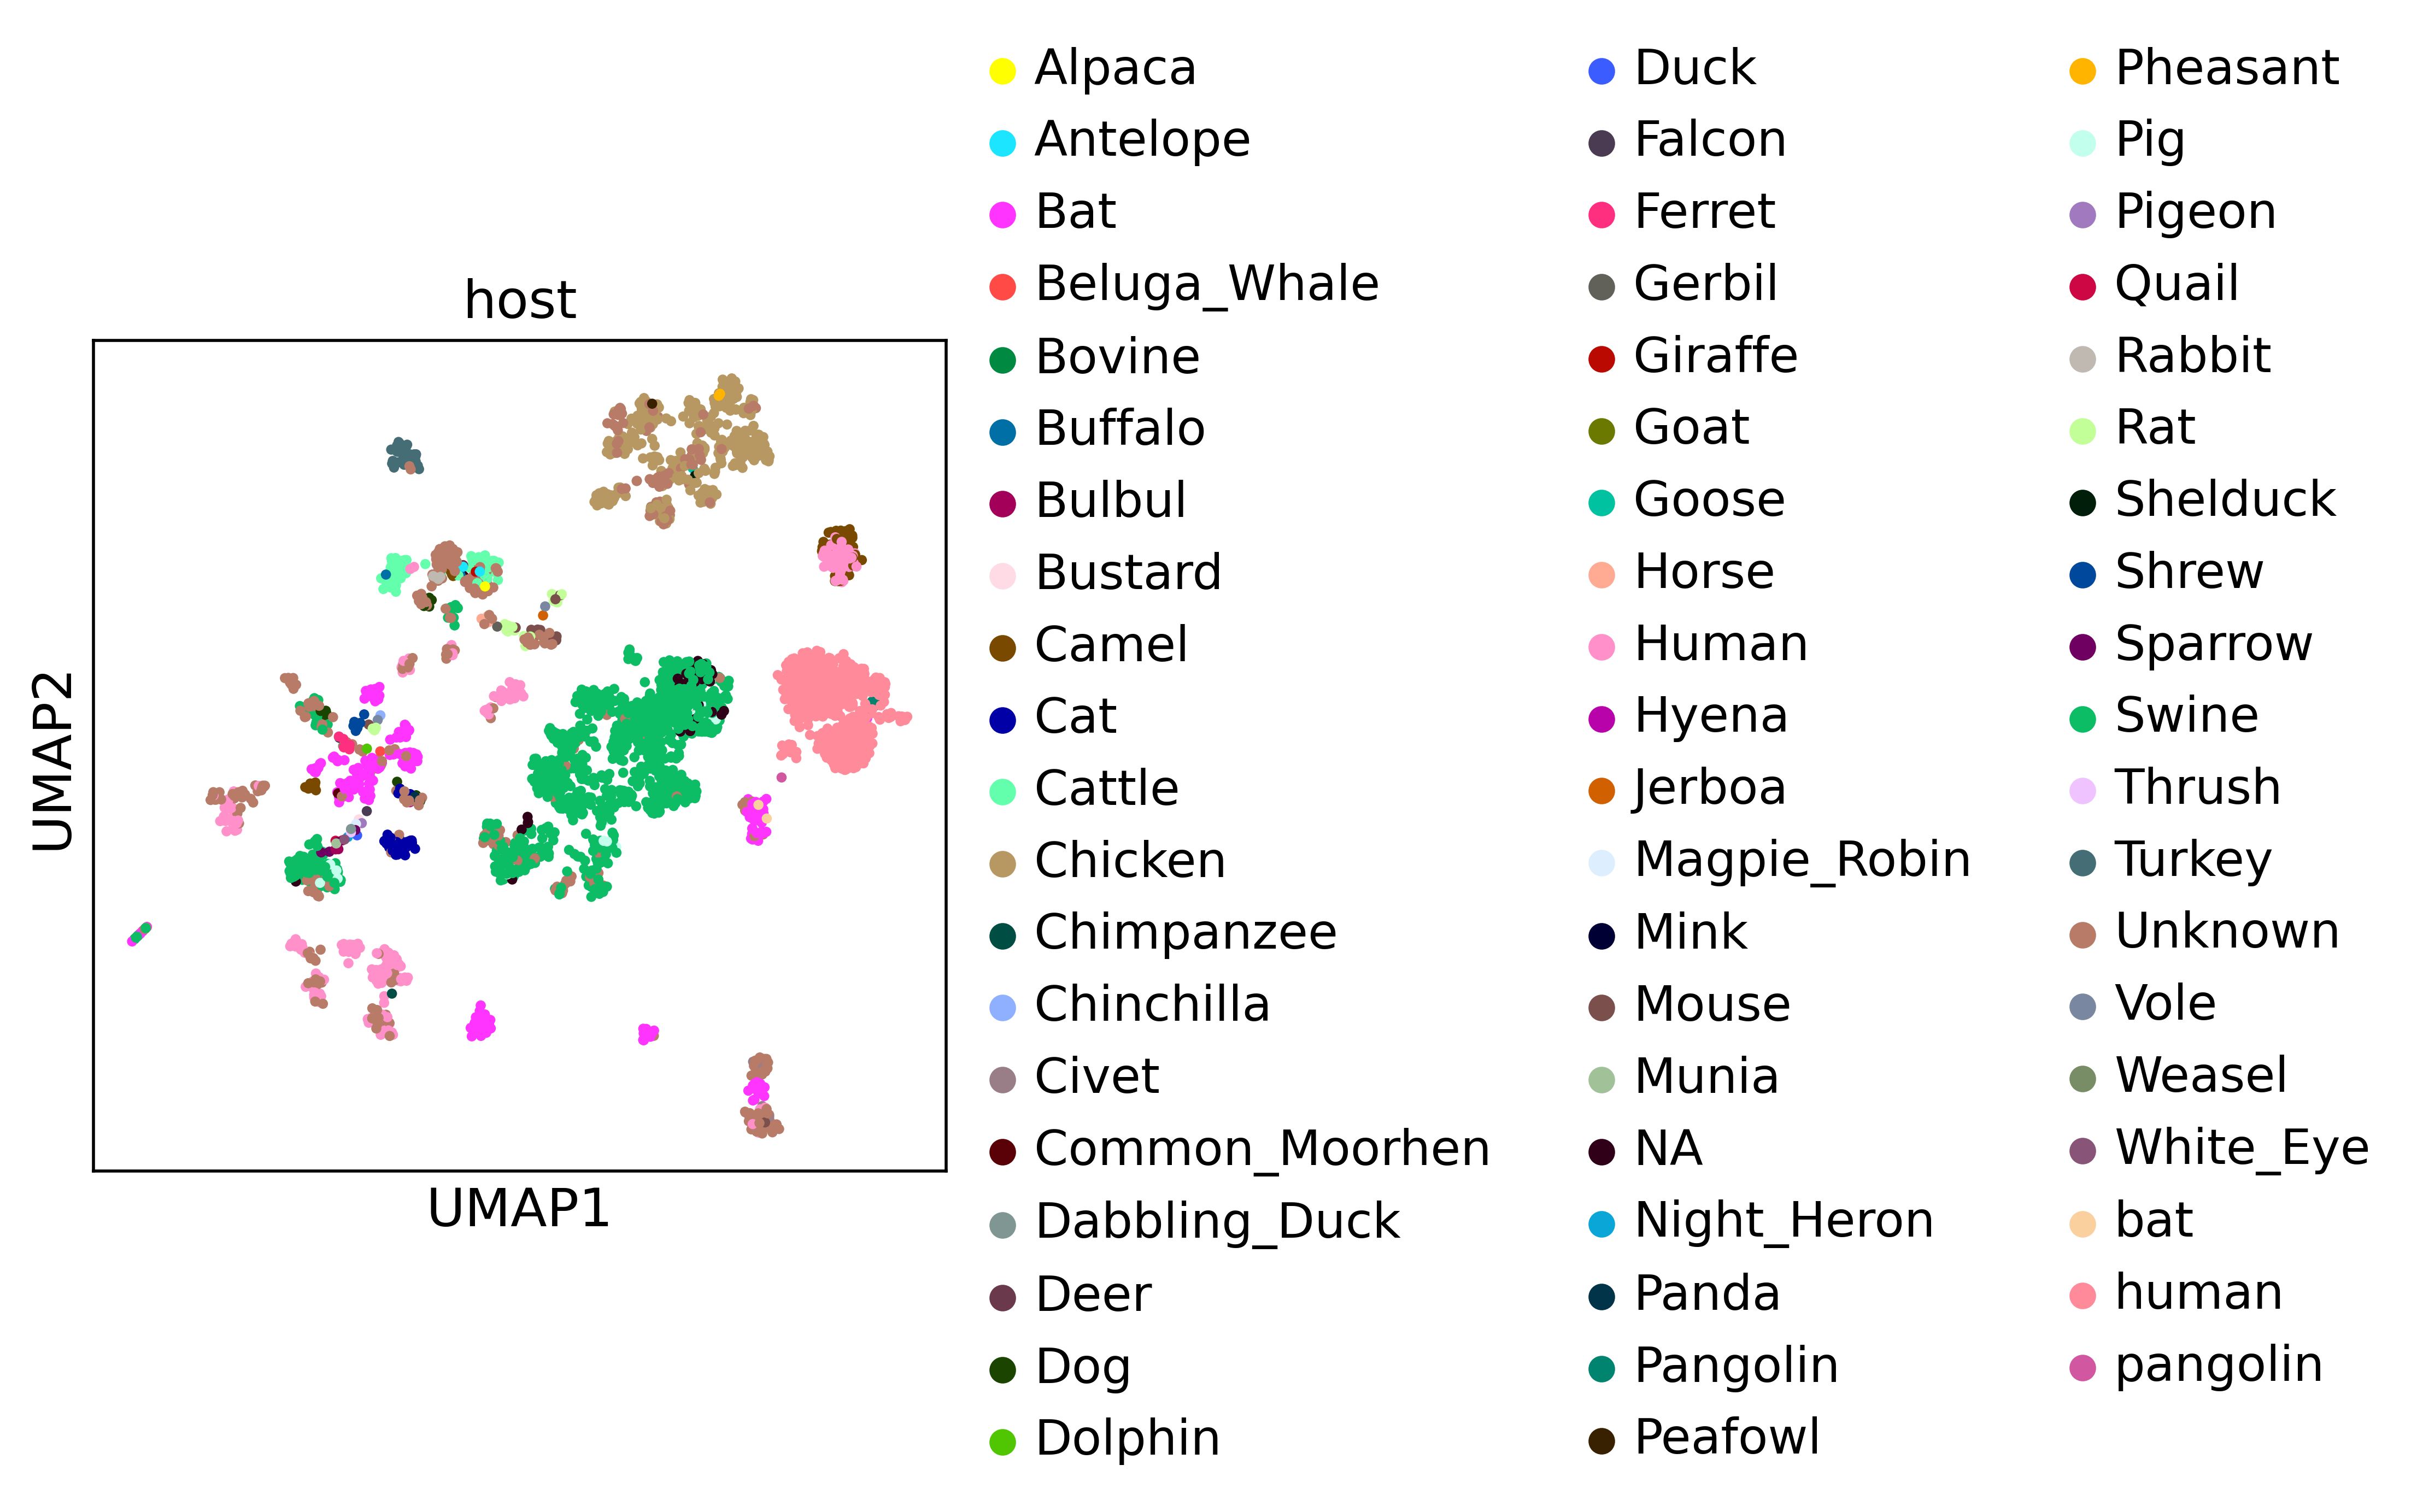 host
UMAP2
UMAP1
Alpaca
Antelope
Bat
Beluga_Whale
Bovine
Buffalo
Bulbul
Bustard
Camel
Cat
Cattle
Chicken
Chimpanzee
Chinchilla
Civet
Common_Moorhen
Dabbling_Duck
Deer
Dog
Dolphin
Duck
Falcon
Ferret
Gerbil
Giraffe
Goat
Goose
Horse
Human
Hyena
Jerboa
Magpie_Robin
Mink
Mouse
Munia
NA
Night_Heron
Panda
Pangolin
Peafowl
Pheasant
Pig
Pigeon
Quail
Rabbit
Rat
Shelduck
Shrew
Sparrow
Swine
Thrush
Turkey
Unknown
Vole
Weasel
White_Eye
bat
human
pangolin